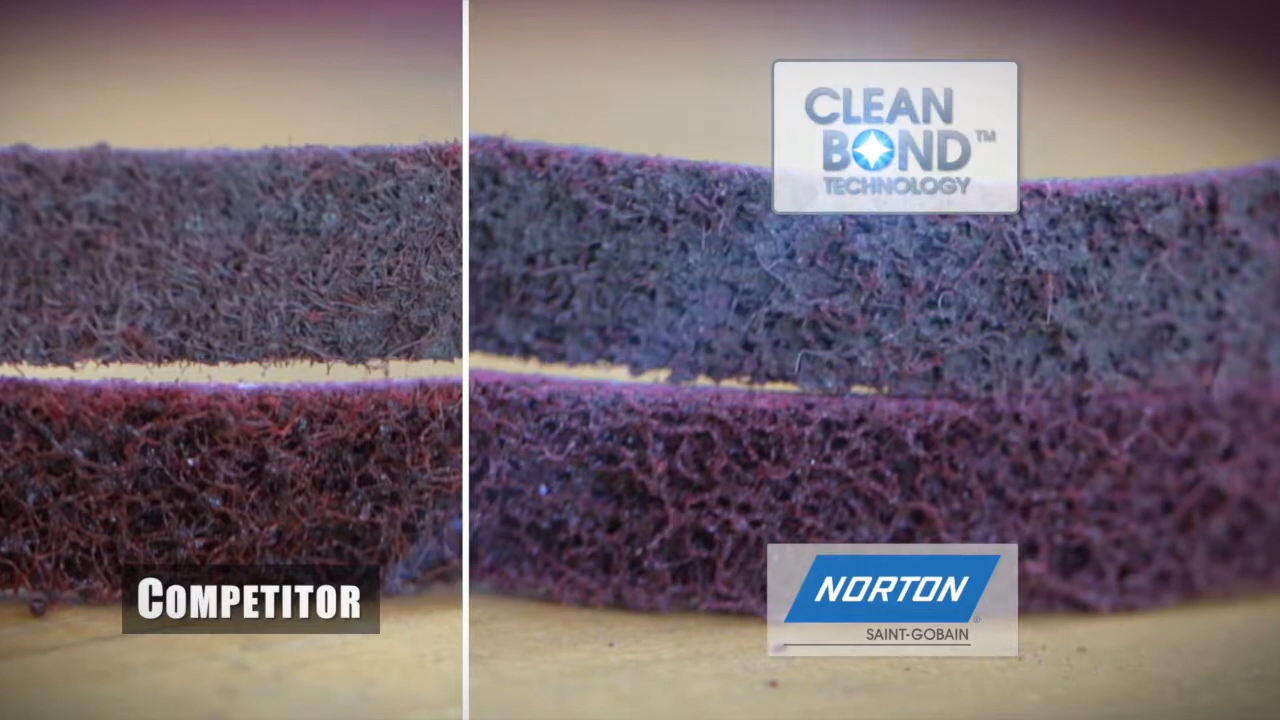 COMPETITOR
CLEAN
BOND™
TECHNOLOGY
NORTON®
SAINT-GOBAIN